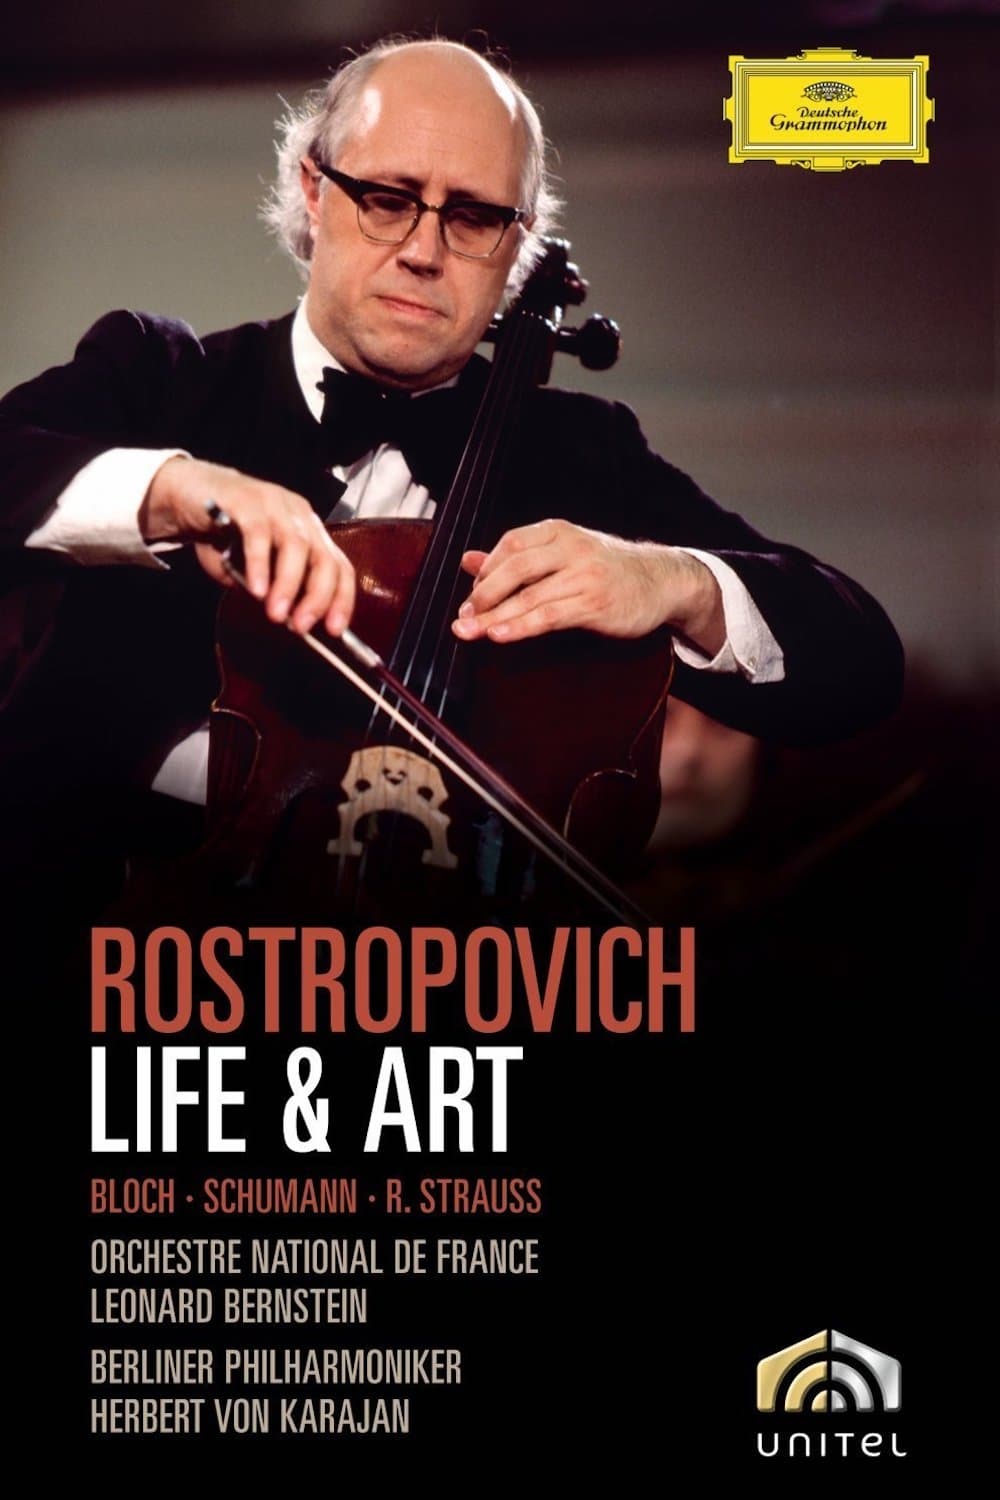 Deutsche
Grammophon
ROSTROPOVICH
LIFE & ART
BLOCH · SCHUMANN · R. STRAUSS
ORCHESTRE NATIONAL DE FRANCE
LEONARD BERNSTEIN
BERLINER PHILHARMONIKER
HERBERT VON KARAJAN
UNITEL